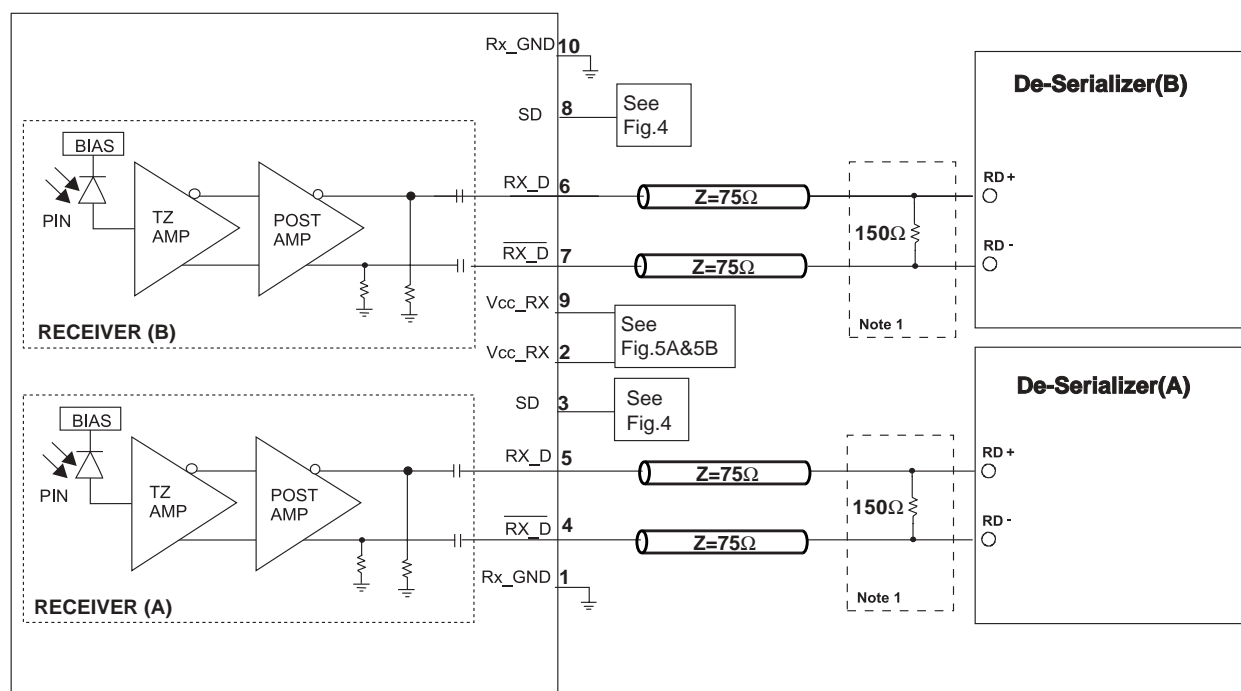 Rx_GND 10
SD 8
See
Fig.4
De-Serializer(B)
BIAS
PIN
TZ
AMP
POST
AMP
RX_D 6
Z=75Ω
RD +
150Ω
RX_D 7
Z=75Ω
RD -
Note 1
Vcc_RX 9
See
Fig.5A&5B
Vcc_RX 2
RECEIVER (B)
De-Serializer(A)
SD 3
See
Fig.4
BIAS
PIN
TZ
AMP
POST
AMP
RX_D 5
Z=75Ω
RD +
150Ω
RX_D 4
Z=75Ω
RD -
Rx_GND 1
Note 1
RECEIVER (A)